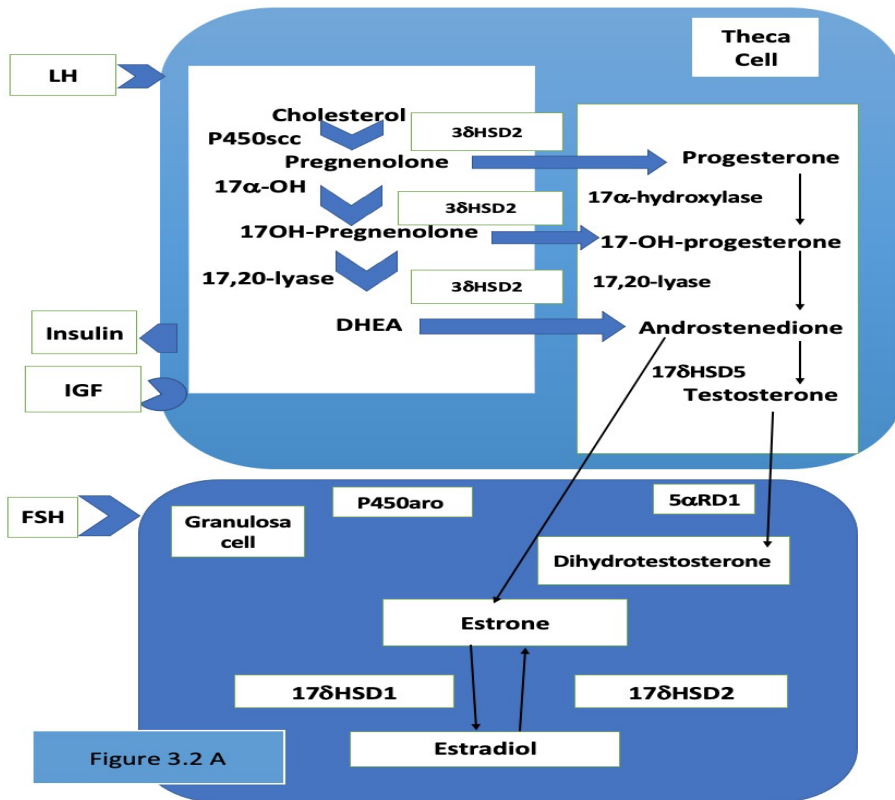 LH
Theca
Cell
Cholesterol
P450scc
3δHSD2
Pregnenolone
Progesterone
17α-OH
3δHSD2
17α-hydroxylase
17OH-Pregnenolone
17-OH-progesterone
17,20-lyase
3δHSD2
17,20-lyase
DHEA
Androstenedione
Insulin
IGF
17δHSD5
Testosterone
FSH
P450aro
5αRD1
Granulosa
cell
Dihydrotestosterone
Estrone
17δHSD1
17δHSD2
Estradiol
Figure 3.2 A